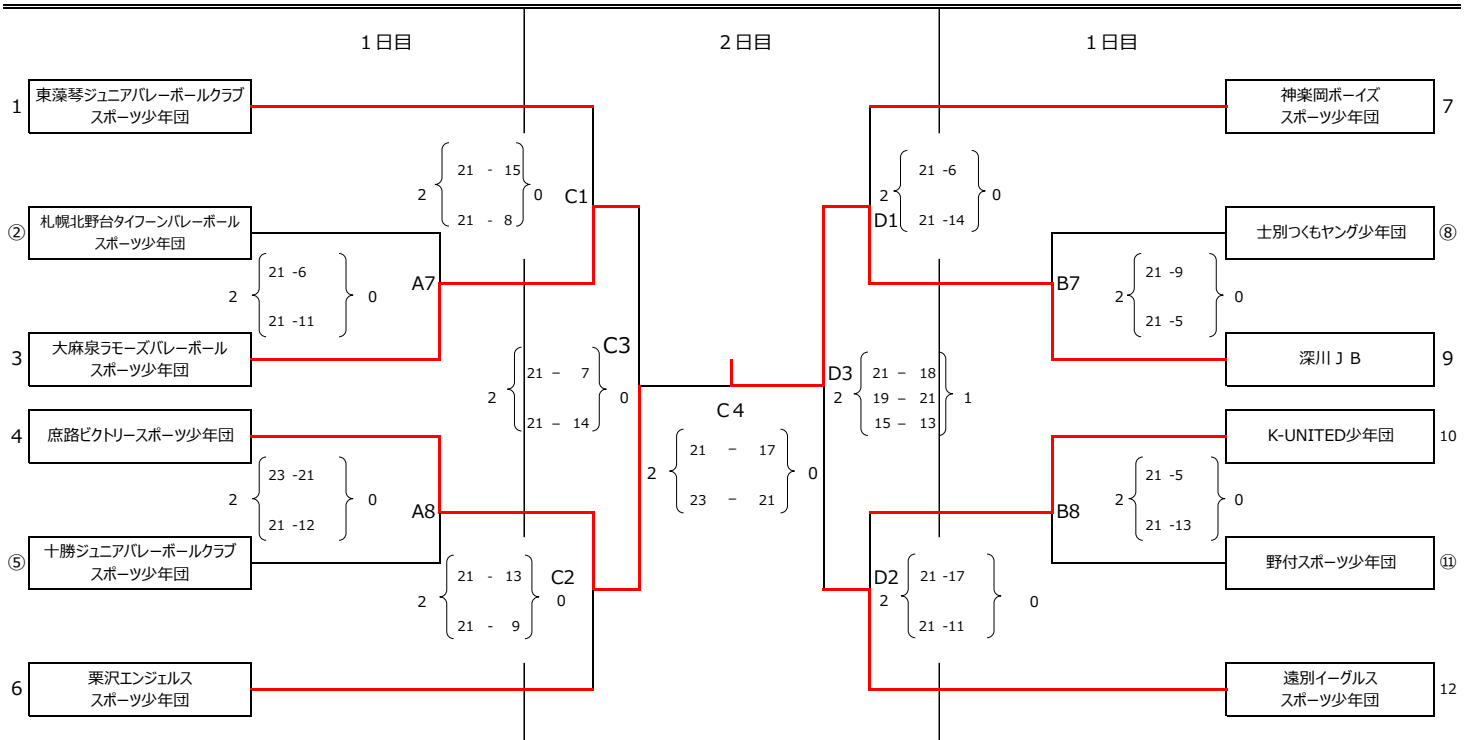 １日目
２日目
１日目
1
東藻琴ジュニアバレーボールクラブ
スポーツ少年団
②
札幌北野台タイフーンバレーボール
スポーツ少年団
3
大麻泉ラモーズバレーボール
スポーツ少年団
4
庶路ビクトリースポーツ少年団
⑤
十勝ジュニアバレーボールクラブ
スポーツ少年団
6
栗沢エンジェルス
スポーツ少年団
A7
2
21 -6
21 -11
0
A8
2
23 -21
21 -12
0
C1
2
21 - 15
21 - 8
0
C2
2
21 - 13
21 - 9
0
C3
2
21 － 7
21 － 14
0
C４
2
21 － 17
23 － 21
0
D3
2
21 － 18
19 － 21
15 － 13
1
D1
2
21 -6
21 -14
0
D2
2
21 -17
21 -11
0
B7
2
21 -9
21 -5
0
B8
2
21 -5
21 -13
0
神楽岡ボーイズ
スポーツ少年団
7
士別つくもヤング少年団
⑧
深川ＪＢ
9
K-UNITED少年団
10
野付スポーツ少年団
⑪
遠別イーグルス
スポーツ少年団
12